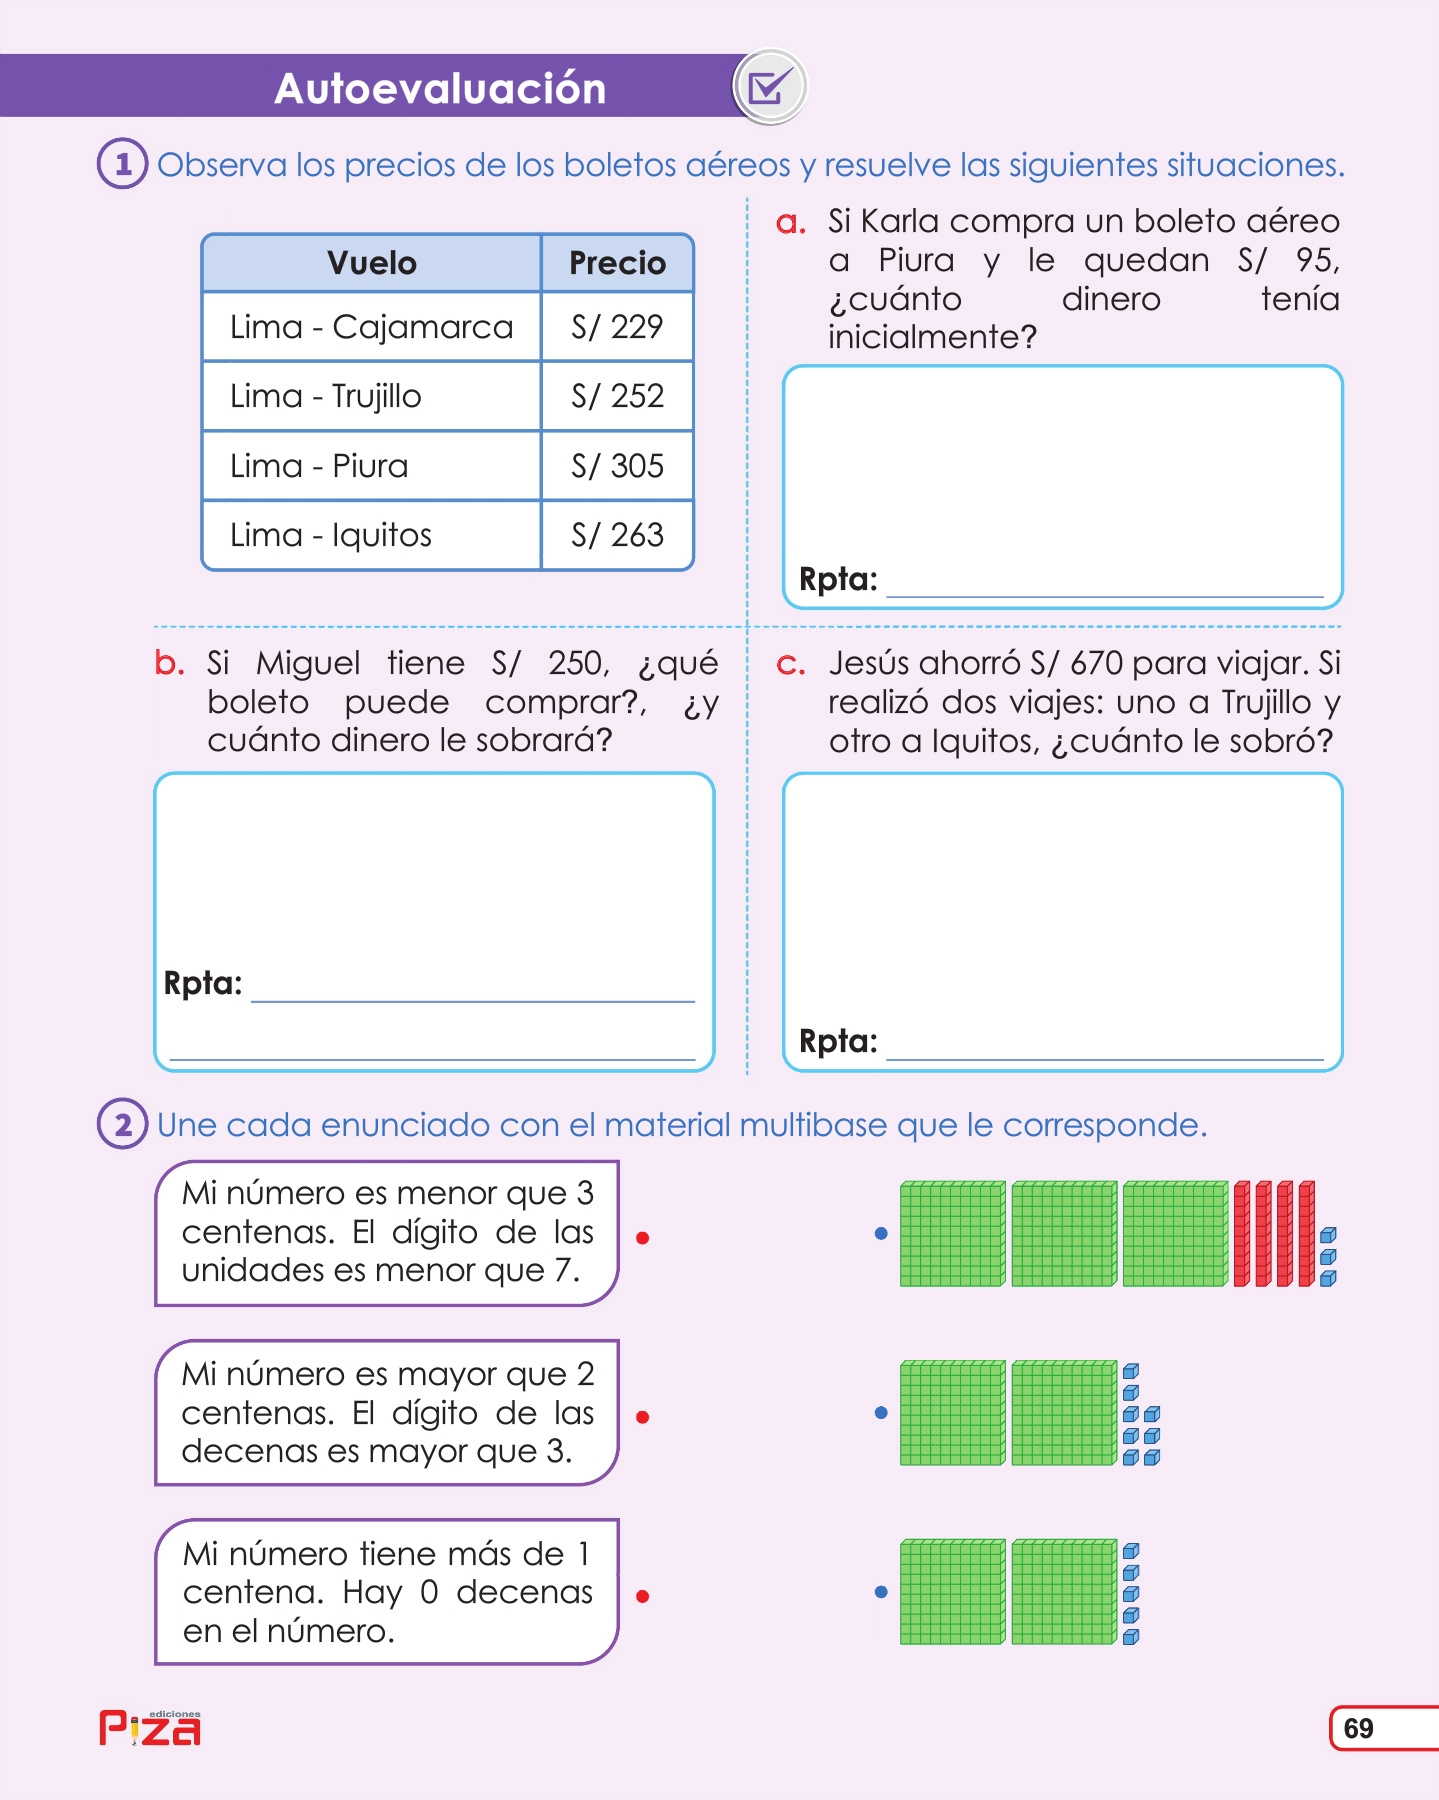 Autoevaluación
1 Observa los precios de los boletos aéreos y resuelve las siguientes situaciones.
Vuelo Precio
Lima - Cajamarca S/ 229
Lima - Trujillo S/ 252
Lima - Piura S/ 305
Lima - Iquitos S/ 263
a. Si Karla compra un boleto aéreo
a Piura y le quedan S/ 95,
¿cuánto dinero tenía
inicialmente?
Rpta:
b. Si Miguel tiene S/ 250, ¿qué
boleto puede comprar?, ¿y
cuánto dinero le sobrará?
Rpta:
c. Jesús ahorró S/ 670 para viajar. Si
realizó dos viajes: uno a Trujillo y
otro a Iquitos, ¿cuánto le sobró?
Rpta:
2 Une cada enunciado con el material multibase que le corresponde.
Mi número es menor que 3
centenas. El dígito de las
unidades es menor que 7.
Mi número es mayor que 2
centenas. El dígito de las
decenas es mayor que 3.
Mi número tiene más de 1
centena. Hay 0 decenas
en el número.
ediciones
Piza
69